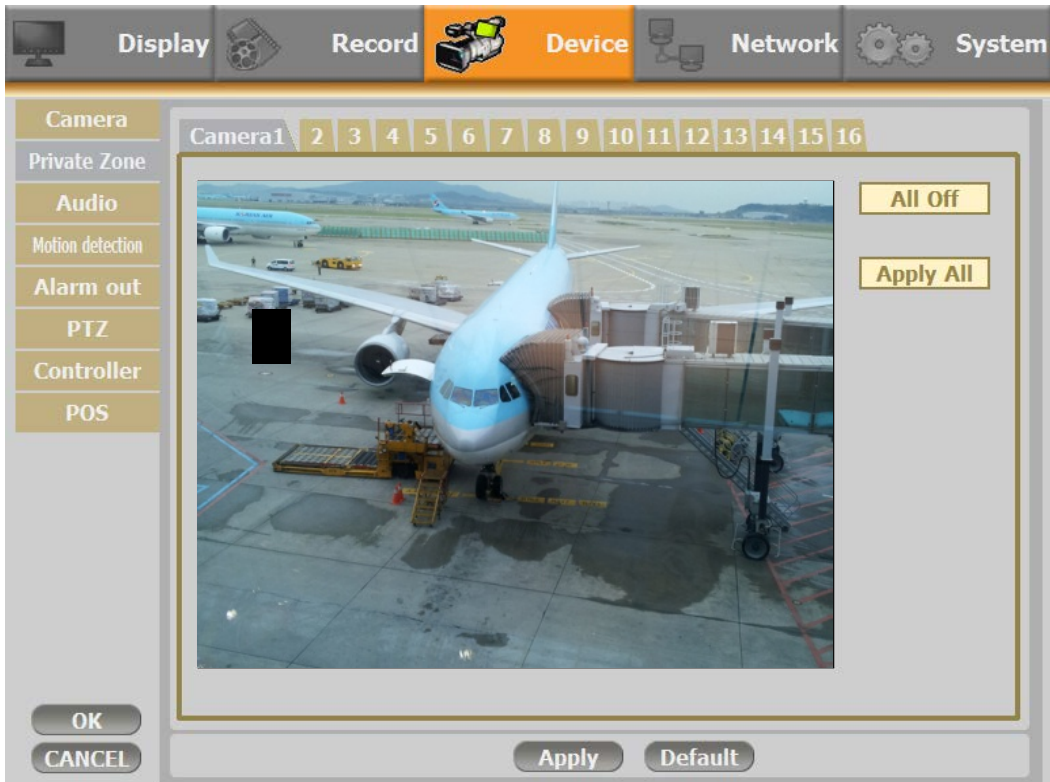 Display Record Device Network System
Camera
Private Zone
Audio
Motion detection
Alarm out
PTZ
Controller
POS
OK
CANCEL
Camera1 2 3 4 5 6 7 8 9 10 11 12 13 14 15 16
All Off
Apply All
Apply Default